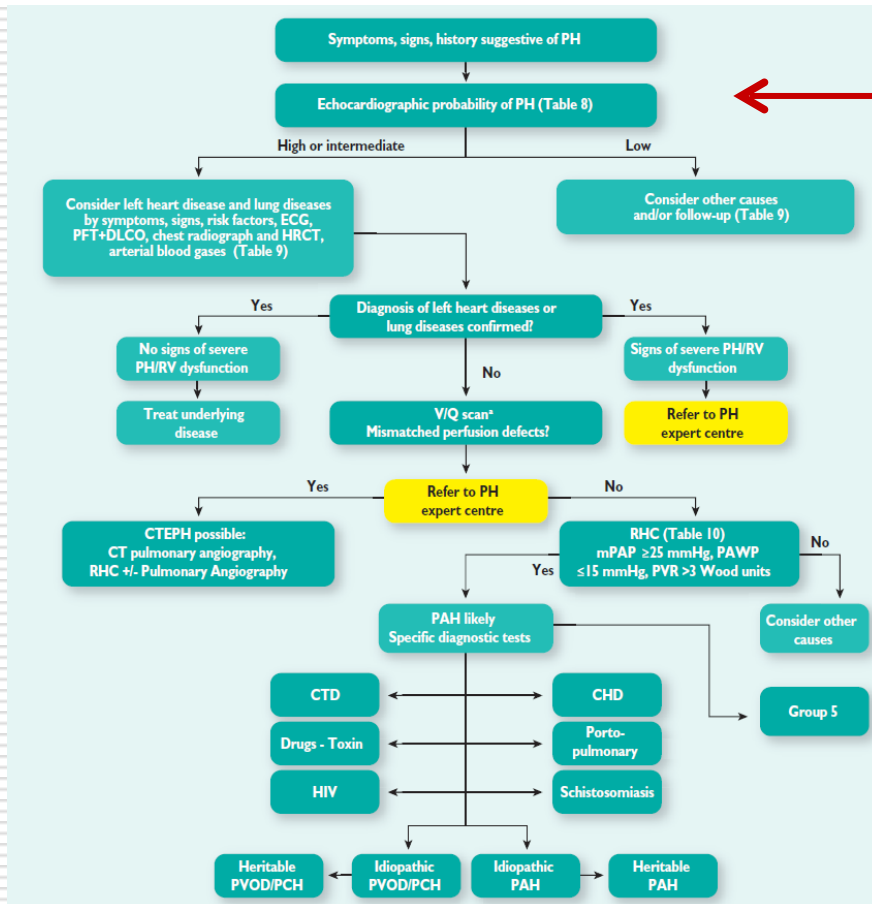 Symptoms, signs, history suggestive of PH
Echocardiographic probability of PH (Table 8)
High or intermediate
Low
Consider left heart disease and lung diseases
by symptoms, signs, risk factors, ECG,
PFT+DLCO, chest radiograph and HRCT,
arterial blood gases (Table 9)
Consider other causes
and/or follow-up (Table 9)
Yes
Diagnosis of left heart diseases or
lung diseases confirmed?
Yes
No signs of severe
PH/RV dysfunction
Signs of severe PH/RV
dysfunction
No
Treat underlying
disease
V/Q scanª
Mismatched perfusion defects?
Refer to PH
expert centre
Yes
Refer to PH
expert centre
No
CTEPH possible:
CT pulmonary angiography,
RHC +/- Pulmonary Angiography
RHC (Table 10)
mPAP ≥25 mmHg, PAWP
≤15 mmHg, PVR >3 Wood units
No
Yes
PAH likely
Specific diagnostic tests
Consider other
causes
CTD
CHD
Group 5
Drugs - Toxin
Porto-
pulmonary
HIV
Schistosomiasis
Heritable
PVOD/PCH
Idiopathic
PVOD/PCH
Idiopathic
PAH
Heritable
PAH